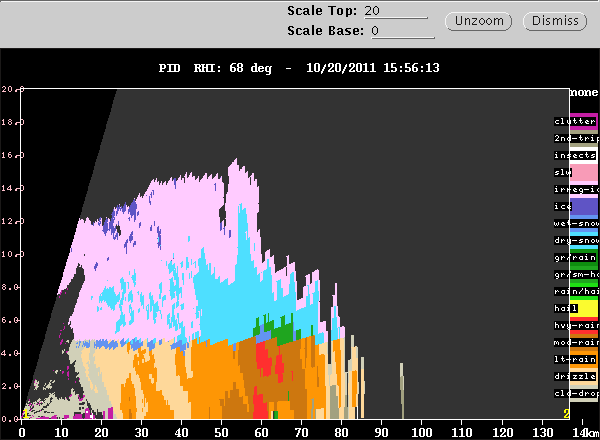 Scale Top: 20
Scale Base: 0
Unzoom
Dismiss
PID RHI: 68 deg - 10/20/2011 15:56:13
20.0
18.0
16.0
14.0
12.0
10.0
8.0
6.0
4.0
2.0
0.0
none
clutter
2nd-trip
insects
slw
irreg-ic
ice
wet-snow
dry-snow
gr/rain
gr/sm-ha
rain/hai
hail
hvy-rain
mod-rain
lt-rain
drizzle
cld-drop
1
2
0 10 20 30 40 50 60 70 80 90 100 110 120 130 14km